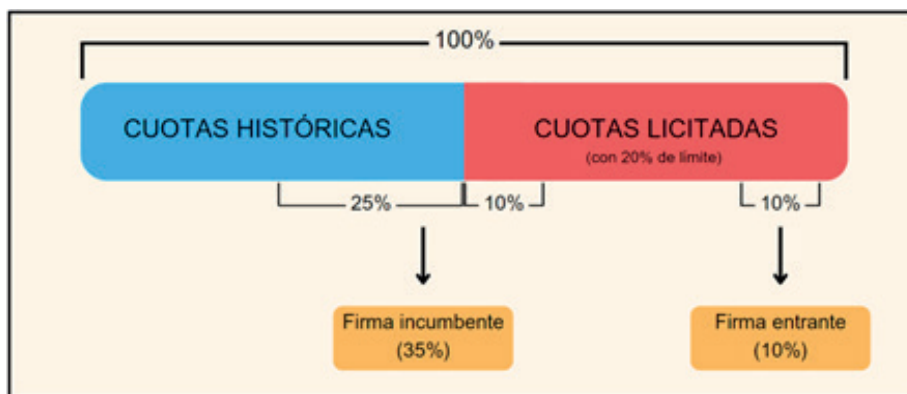 100%
CUOTAS HISTÓRICAS
CUOTAS LICITADAS
(con 20% de límite)
25%
10%
10%
Firma incumbente
(35%)
Firma entrante
(10%)